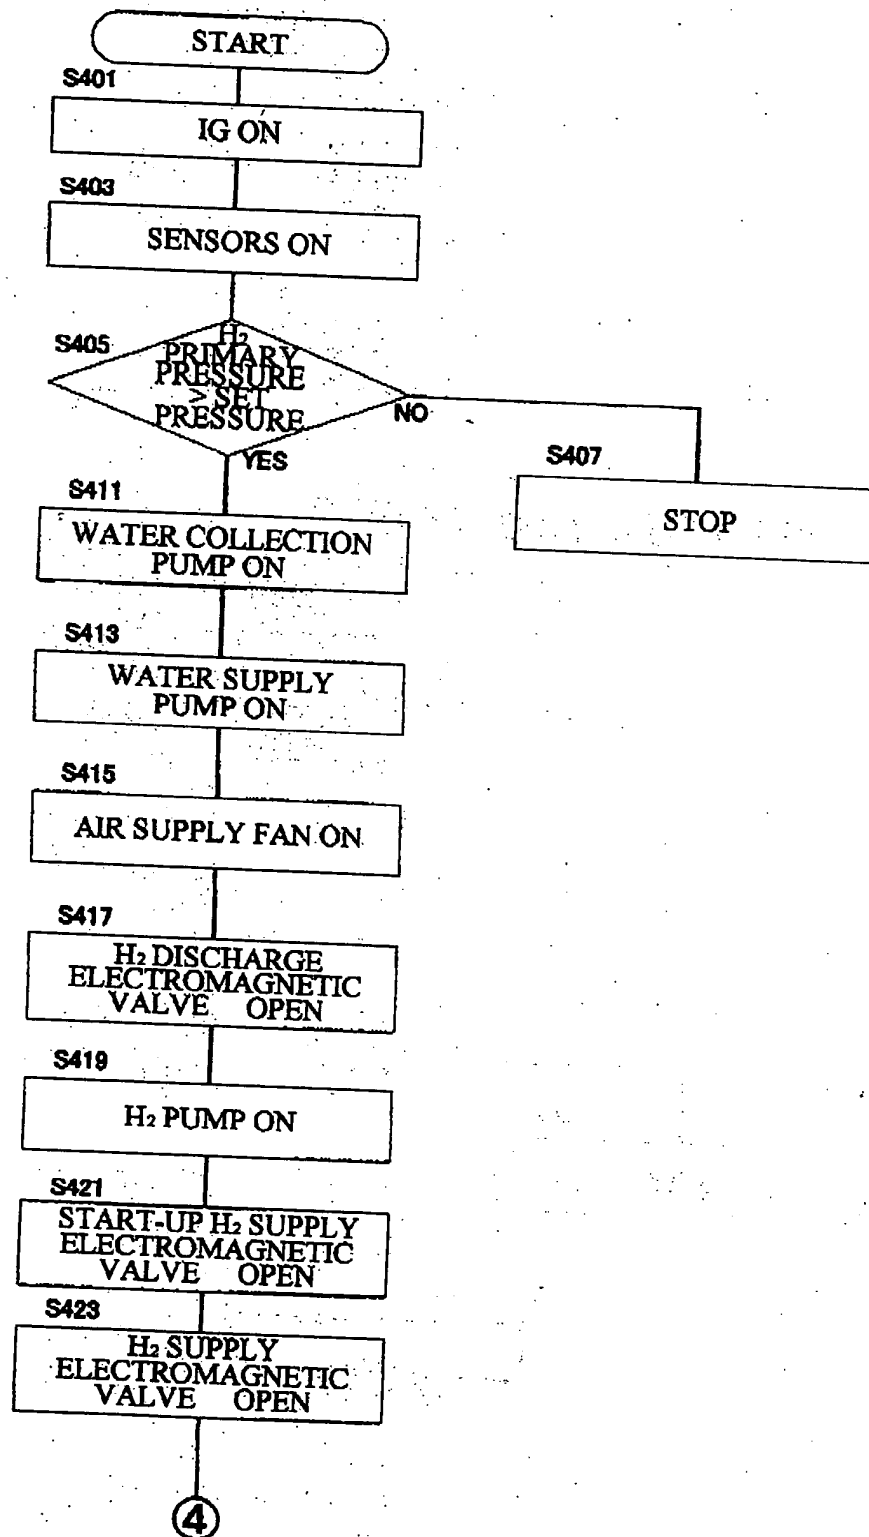 START
S401
IG ON
S403
SENSORS ON
S405
H₂
PRIMARY
PRESSURE
> SET
PRESSURE
NO
YES
S407
STOP
S411
WATER COLLECTION
PUMP ON
S413
WATER SUPPLY
PUMP ON
S415
AIR SUPPLY FAN ON
S417
H₂ DISCHARGE
ELECTROMAGNETIC
VALVE OPEN
S419
H₂ PUMP ON
S421
START-UP H₂ SUPPLY
ELECTROMAGNETIC
VALVE OPEN
S423
H₂ SUPPLY
ELECTROMAGNETIC
VALVE OPEN
4